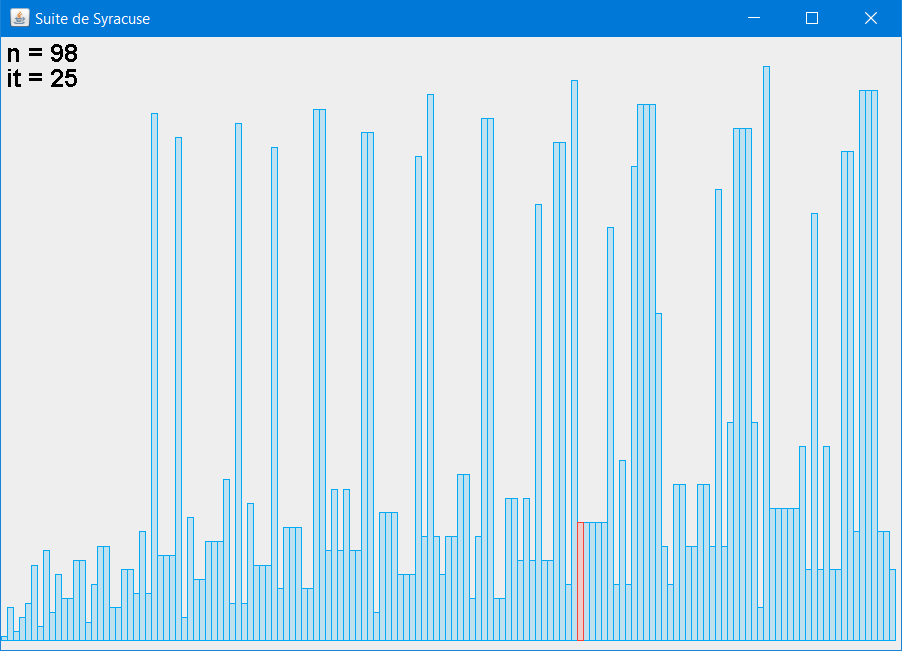 Suite de Syracuse
n = 98
it = 25